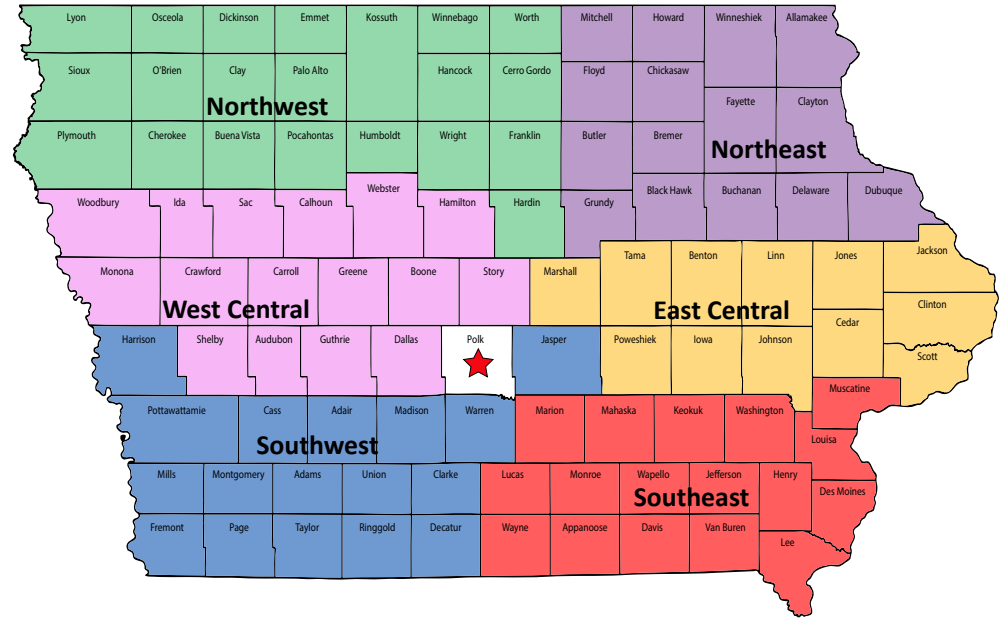 Lyon Osceola Dickinson Emmet Kossuth Winnebago Worth Mitchell Howard Winneshiek Allamakee
Sioux O'Brien Clay Palo Alto Hancock Cerro Gordo Floyd Chickasaw
Northwest
Fayette Clayton
Plymouth Cherokee Buena Vista Pocahontas Humboldt Wright Franklin Butler Bremer
Northeast
Woodbury Ida Sac Calhoun Webster Hamilton Hardin Grundy Black Hawk Buchanan Delaware Dubuque
Monona Crawford Carroll Greene Boone Story Marshall Tama Benton Linn Jones Jackson
West Central
East Central
Clinton
Harrison Shelby Audubon Guthrie Dallas Polk Jasper Poweshiek Iowa Johnson Cedar Scott
Pottawattamie Cass Adair Madison Warren Marion Mahaska Keokuk Washington Muscatine
Louisa
Southwest
Mills Montgomery Adams Union Clarke Lucas Monroe Wapello Jefferson Henry Des Moines
Southeast
Fremont Page Taylor Ringgold Decatur Wayne Appanoose Davis Van Buren Lee